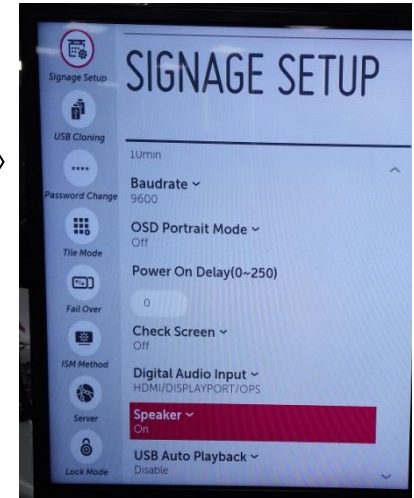 Signage Setup
USB Cloning
Password Change
Tile Mode
Fail Over
ISM Method
Server
Lock Mode
SIGNAGE SETUP
10min
Baudrate
9600
OSD Portrait Mode
Off
Power On Delay(0~250)
0
Check Screen
Off
Digital Audio Input
HDMI/DISPLAYPORT/OPS
Speaker
On
USB Auto Playback
Disable